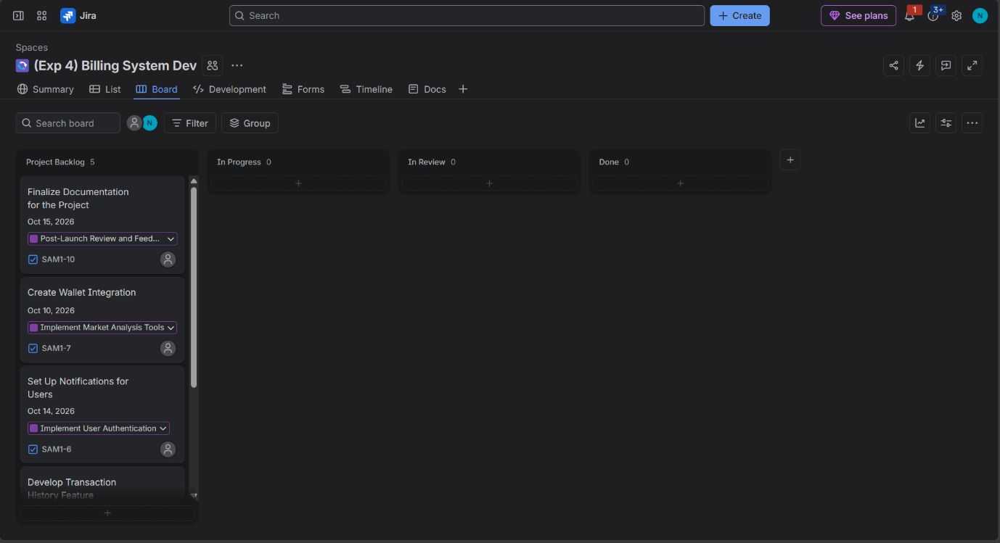 Jira
Search
Create
See plans
1
3+
N
Spaces
(Exp 4) Billing System Dev
Summary
List
Board
Development
Forms
Timeline
Docs
Search board
N
Filter
Group
Project Backlog 5
In Progress 0
In Review 0
Done 0
Finalize Documentation
for the Project
Oct 15, 2026
Post-Launch Review and Feed...
SAM1-10
Create Wallet Integration
Oct 10, 2026
Implement Market Analysis Tools
SAM1-7
Set Up Notifications for
Users
Oct 14, 2026
Implement User Authentication
SAM1-6
Develop Transaction
History Feature